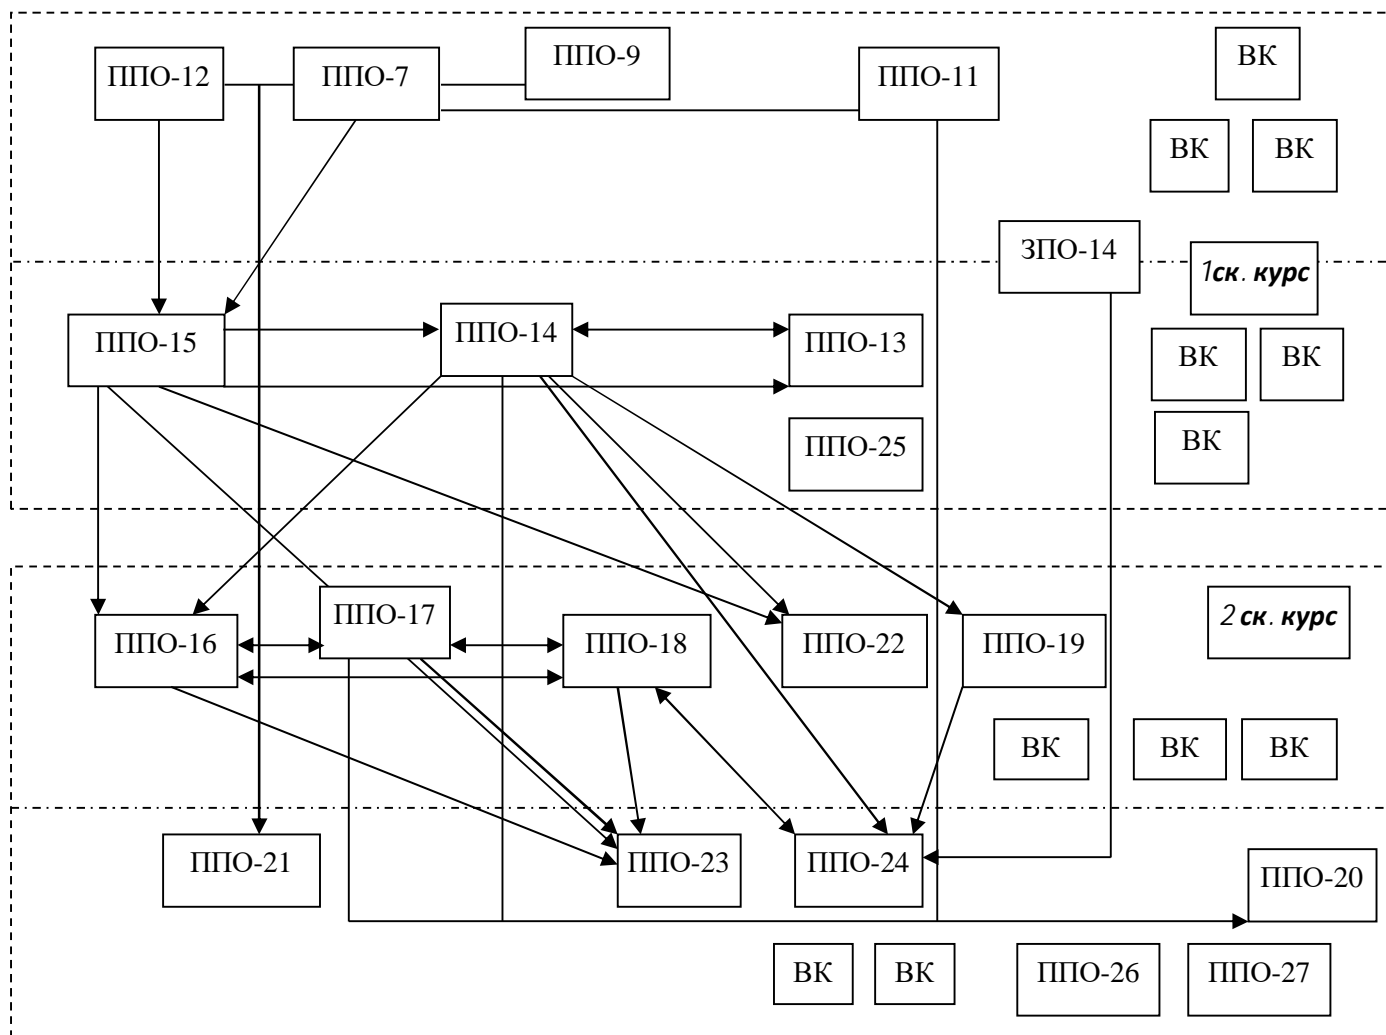 ППО-12
ППО-7
ППО-9
ППО-11
ВК
ВК
ВК
ЗПО-14
1ск. курс
ППО-15
ППО-14
ППО-13
ВК
ВК
ППО-25
ВК
ППО-16
ППО-17
ППО-18
ППО-22
ППО-19
2 ск. курс
ВК
ВК
ВК
ППО-21
ППО-23
ППО-24
ППО-20
ВК
ВК
ППО-26
ППО-27